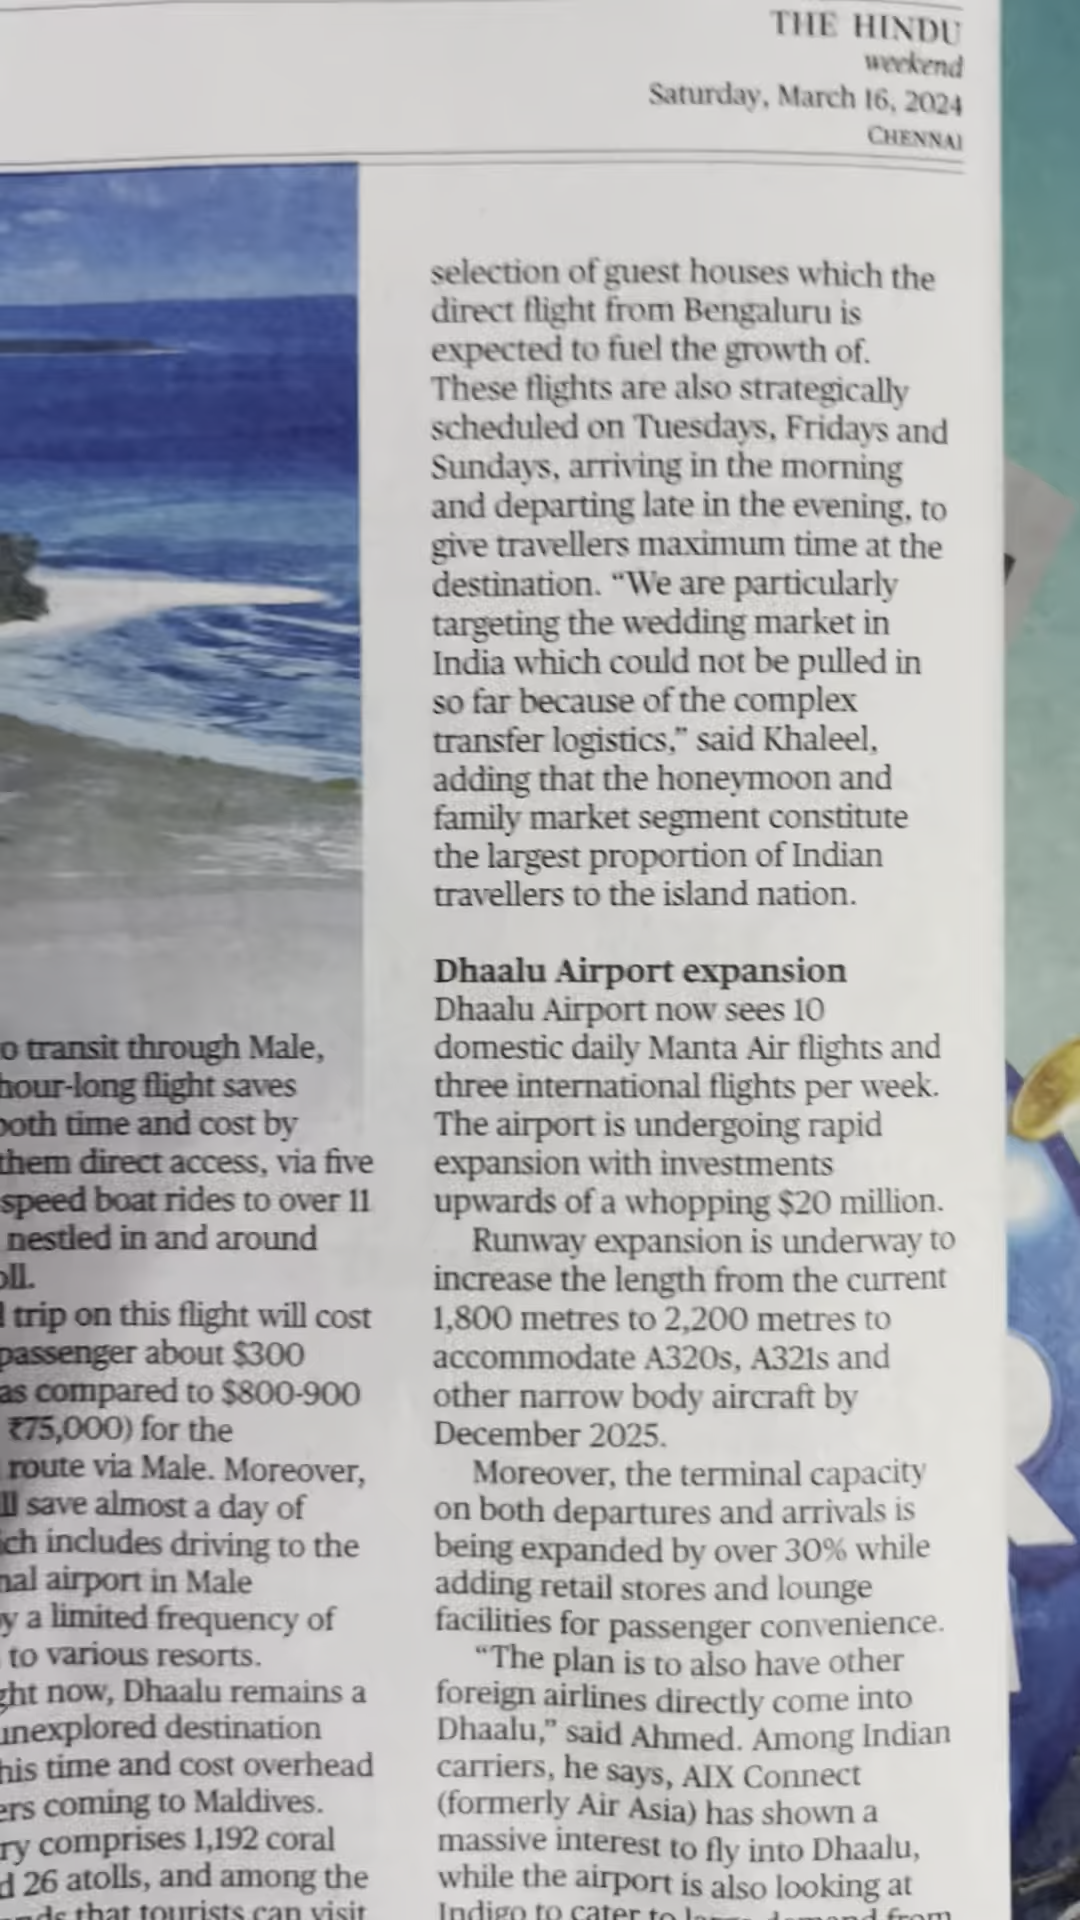 THE HINDU
weekend
Saturday, March 16, 2024
CHENNAI
transit through Male,
hour-long flight saves
both time and cost by
them direct access, via five
speed boat rides to over 11
nestled in and around
trip on this flight will cost
passenger about $300
as compared to $800-900
₹75,000) for the
route via Male. Moreover,
save almost a day of
includes driving to the
airport in Male
a limited frequency of
to various resorts.
now, Dhaalu remains a
unexplored destination
time and cost overhead
coming to Maldives.
comprises 1,192 coral
26 atolls, and among the
that tourists can visit
selection of guest houses which the
direct flight from Bengaluru is
expected to fuel the growth of.
These flights are also strategically
scheduled on Tuesdays, Fridays and
Sundays, arriving in the morning
and departing late in the evening, to
give travellers maximum time at the
destination. “We are particularly
targeting the wedding market in
India which could not be pulled in
so far because of the complex
transfer logistics,” said Khaleel,
adding that the honeymoon and
family market segment constitute
the largest proportion of Indian
travellers to the island nation.
Dhaalu Airport expansion
Dhaalu Airport now sees 10
domestic daily Manta Air flights and
three international flights per week.
The airport is undergoing rapid
expansion with investments
upwards of a whopping $20 million.
Runway expansion is underway to
increase the length from the current
1,800 metres to 2,200 metres to
accommodate A320s, A321s and
other narrow body aircraft by
December 2025.
Moreover, the terminal capacity
on both departures and arrivals is
being expanded by over 30% while
adding retail stores and lounge
facilities for passenger convenience.
“The plan is to also have other
foreign airlines directly come into
Dhaalu,” said Ahmed. Among Indian
carriers, he says, AIX Connect
(formerly Air Asia) has shown a
massive interest to fly into Dhaalu,
while the airport is also looking at
Indigo to cater to demand from